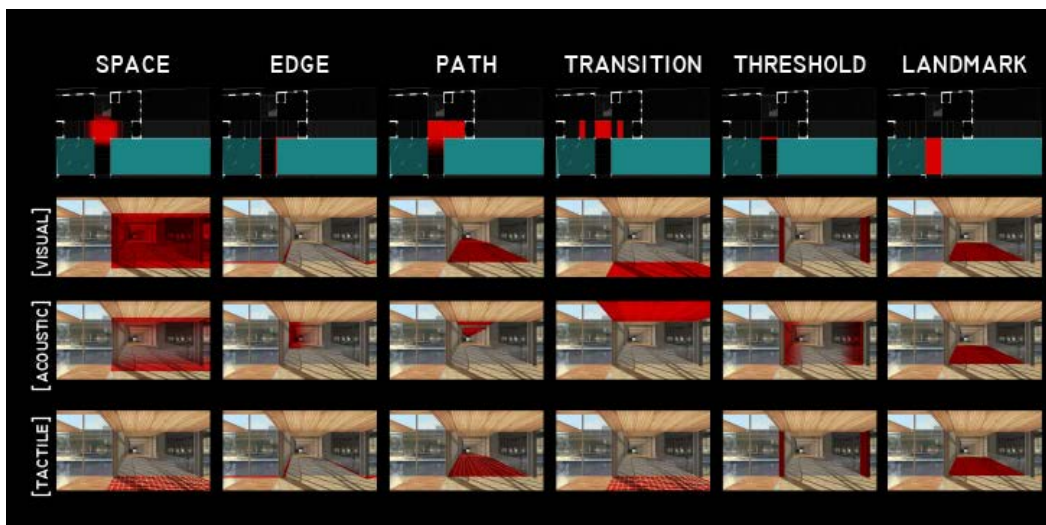 SPACE EDGE PATH TRANSITION THRESHOLD LANDMARK
[VISUAL]
[ACOUSTIC]
[TACTILE]